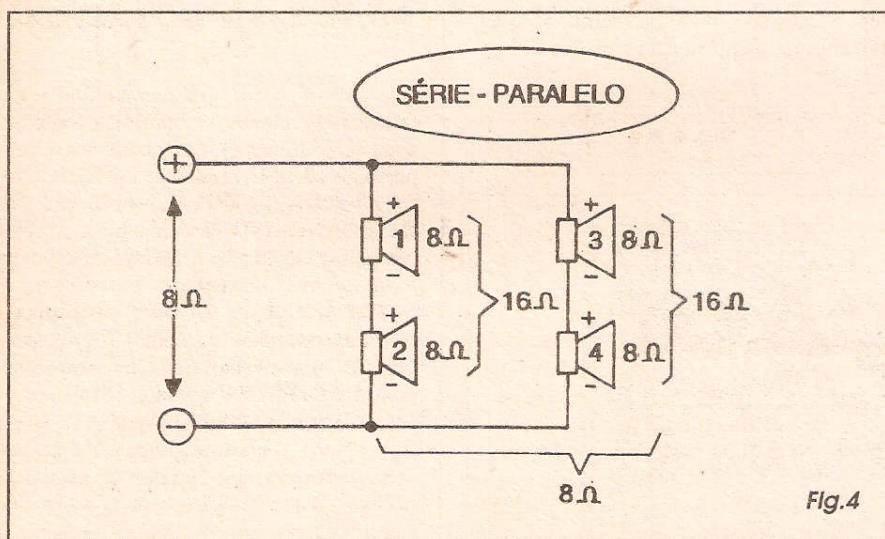 SÉRIE - PARALELO
+
+ +
1 8Ω 3 8Ω
- -
8Ω 16Ω 16Ω
+ +
2 8Ω 4 8Ω
- -
-
8Ω
Fig.4